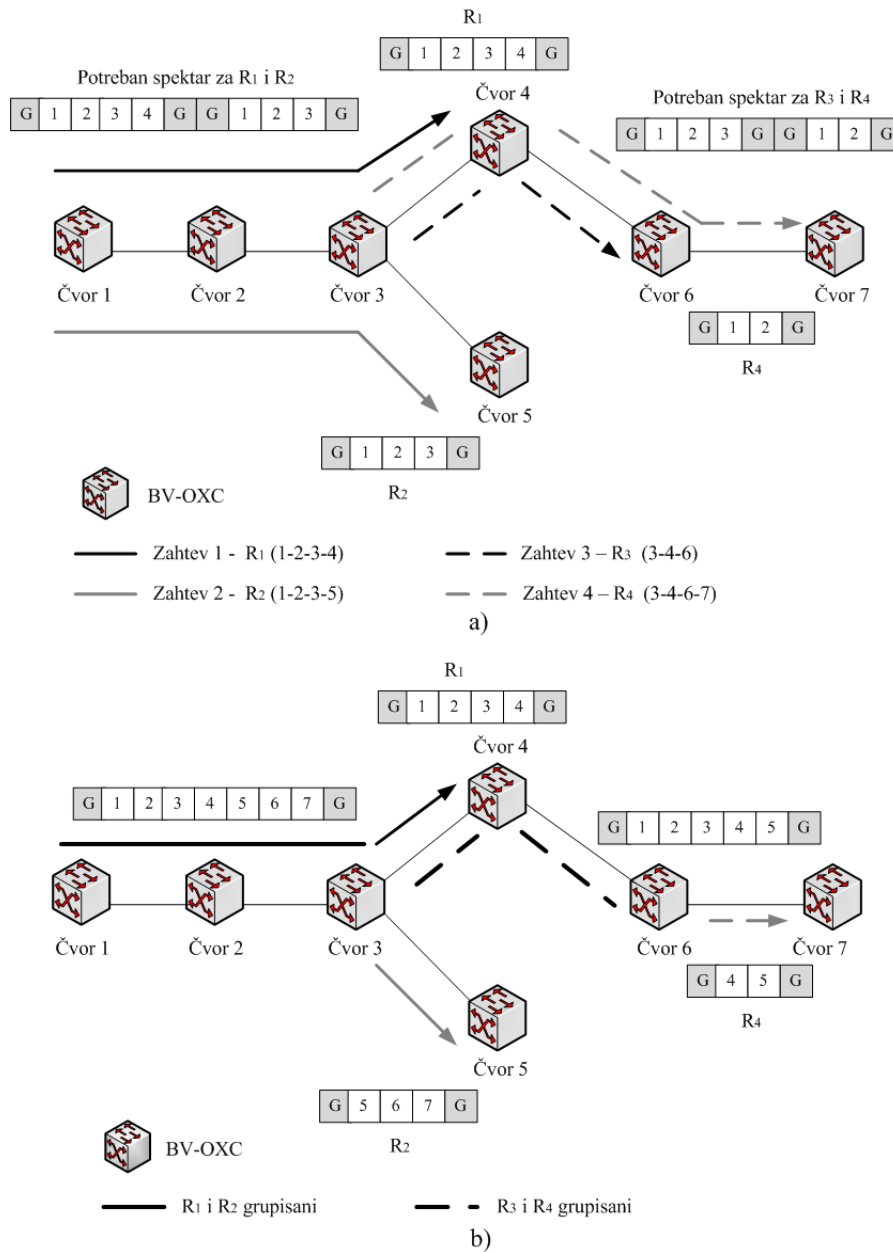 R1
G 1 2 3 4 G
Potreban spektar za R1 i R2
G 1 2 3 4 G G 1 2 3 G
Čvor 4
Potreban spektar za R3 i R4
G 1 2 3 G G 1 2 G
Čvor 1
Čvor 2
Čvor 3
Čvor 6
Čvor 7
G 1 2 G
R4
Čvor 5
G 1 2 3 G
R2
BV-OXC
Zahtev 1 - R1 (1-2-3-4)
Zahtev 3 – R3 (3-4-6)
Zahtev 2 - R2 (1-2-3-5)
Zahtev 4 – R4 (3-4-6-7)
a)
R1
G 1 2 3 4 G
Čvor 4
G 1 2 3 4 5 6 7 G
G 1 2 3 4 5 G
Čvor 1
Čvor 2
Čvor 3
Čvor 6
Čvor 7
G 4 5 G
R4
Čvor 5
G 5 6 7 G
R2
BV-OXC
R1 i R2 grupisani
R3 i R4 grupisani
b)